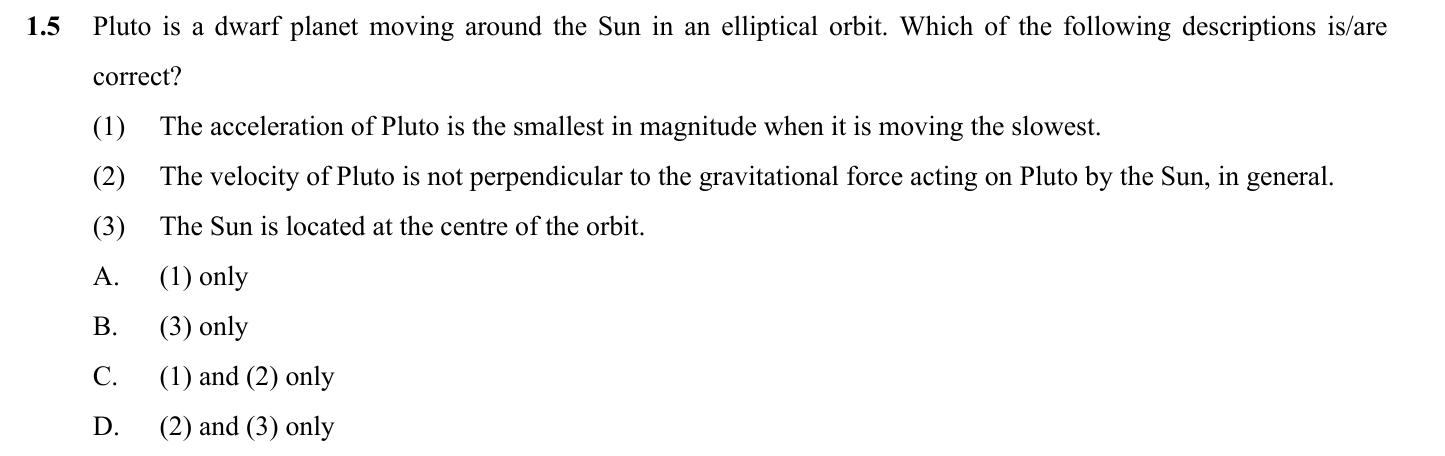 1.5 Pluto is a dwarf planet moving around the Sun in an elliptical orbit. Which of the following descriptions is/are
correct?
(1) The acceleration of Pluto is the smallest in magnitude when it is moving the slowest.
(2) The velocity of Pluto is not perpendicular to the gravitational force acting on Pluto by the Sun, in general.
(3) The Sun is located at the centre of the orbit.
A. (1) only
B. (3) only
C. (1) and (2) only
D. (2) and (3) only